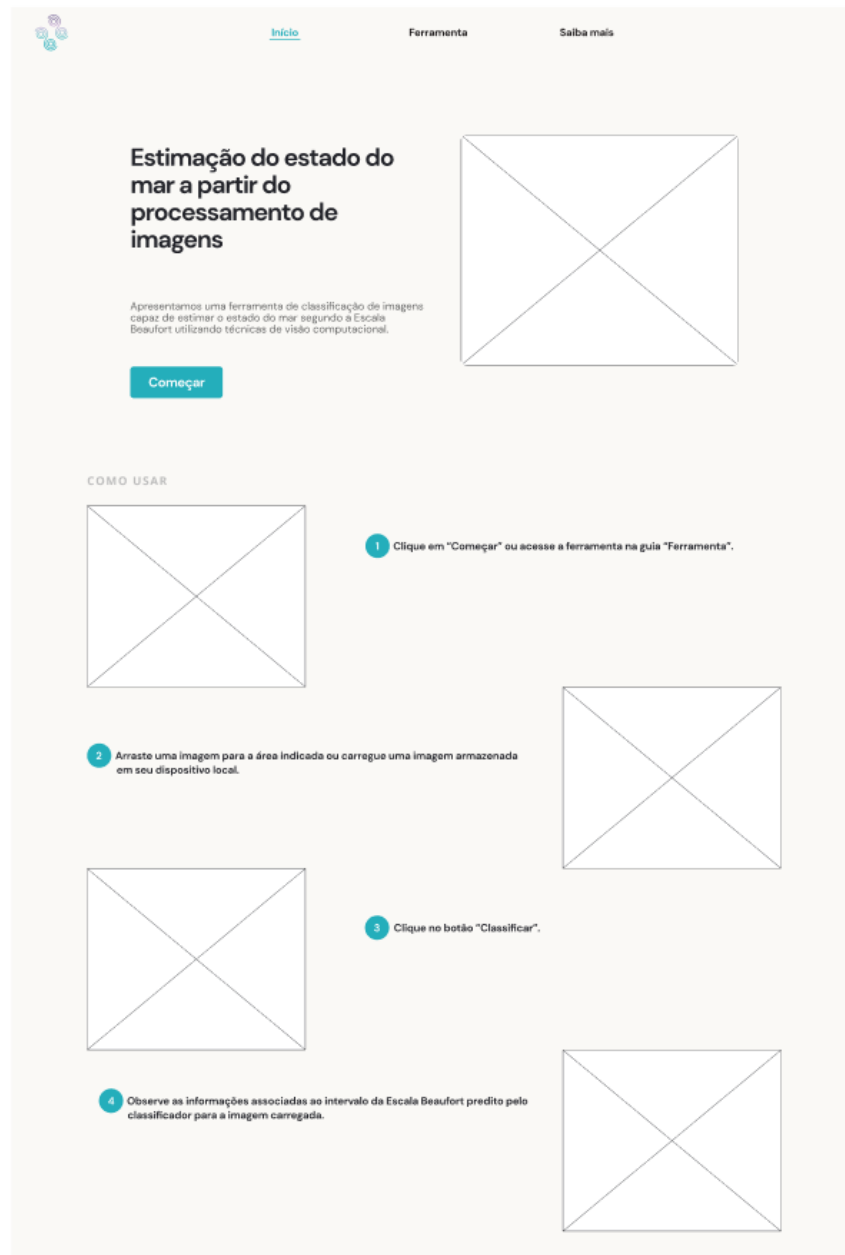 Início
Ferramenta
Saiba mais
Estimação do estado do
mar a partir do
processamento de
imagens
Apresentamos uma ferramenta de classificação de imagens
capaz de estimar o estado do mar segundo a Escala
Beaufort utilizando técnicas de visão computacional.
Começar
COMO USAR
1 Clique em "Começar" ou acesse a ferramenta na guia "Ferramenta".
2 Arraste uma imagem para a área indicada ou carregue uma imagem armazenada
em seu dispositivo local.
3 Clique no botão "Classificar".
4 Observe as informações associadas ao intervalo da Escala Beaufort predito pelo
classificador para a imagem carregada.